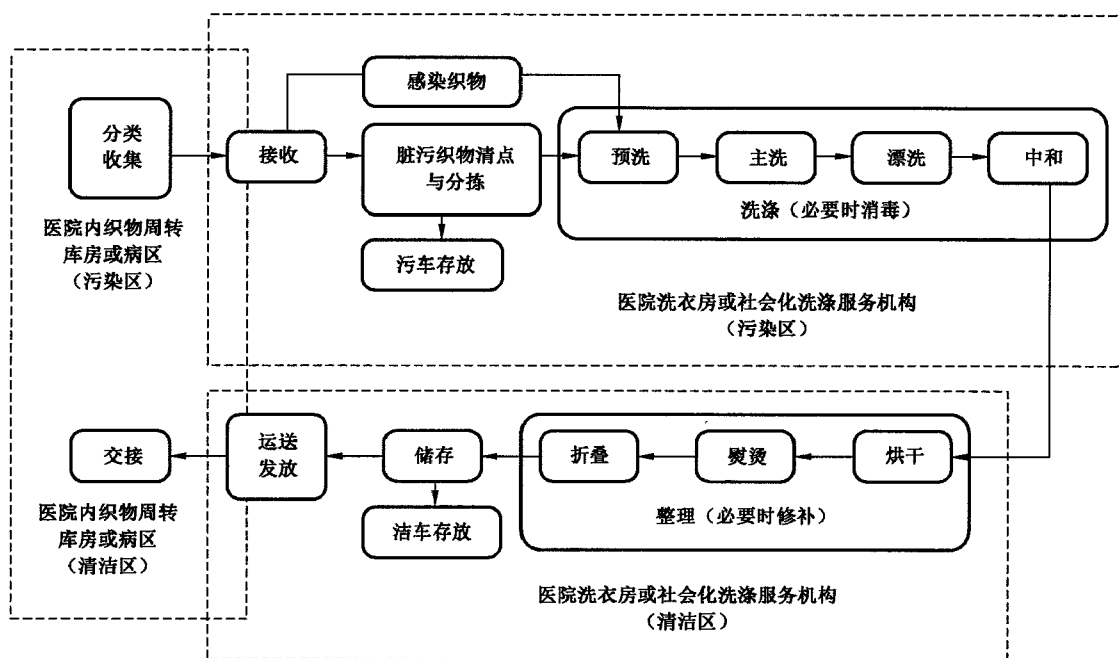 感染织物
分类
收集
接收
脏污织物清点
与分拣
预洗
主洗
漂洗
中和
洗涤（必要时消毒）
污车存放
医院内织物周转
库房或病区
（污染区）
医院洗衣房或社会化洗涤服务机构
（污染区）
交接
运送
发放
储存
折叠
熨烫
烘干
整理（必要时修补）
洁车存放
医院内织物周转
库房或病区
（清洁区）
医院洗衣房或社会化洗涤服务机构
（清洁区）